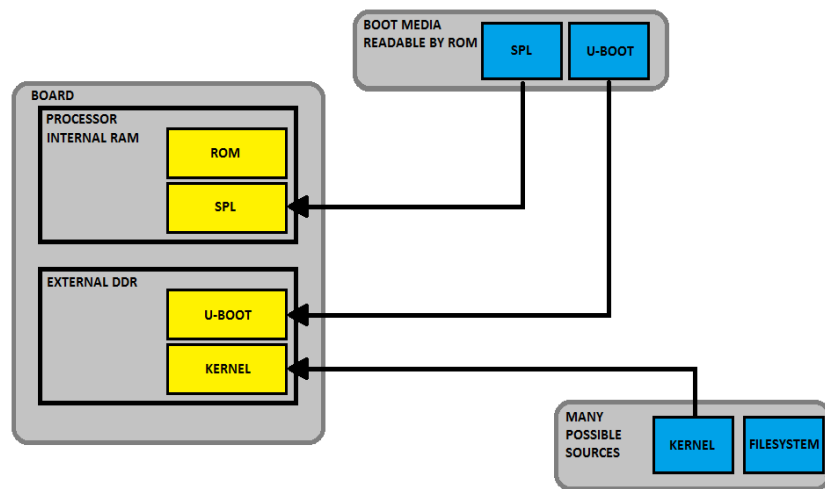 BOOT MEDIA
READABLE BY ROM
SPL
U-BOOT
BOARD
PROCESSOR
INTERNAL RAM
ROM
SPL
EXTERNAL DDR
U-BOOT
KERNEL
MANY
POSSIBLE
SOURCES
KERNEL
FILESYSTEM